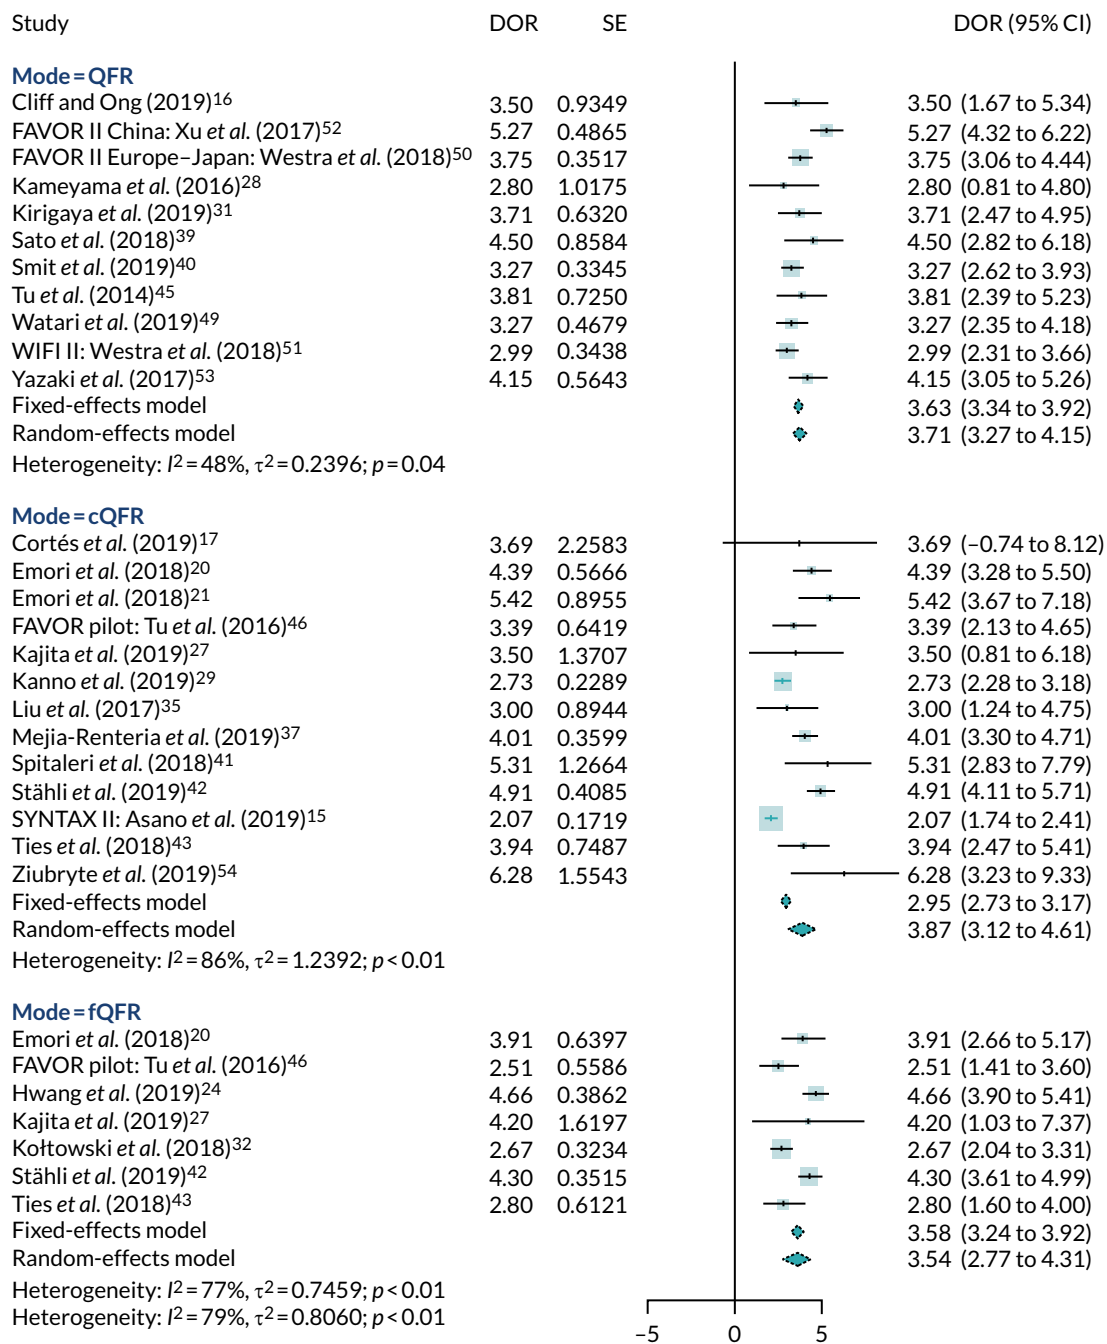 Study DOR SE DOR (95% CI)
Mode=QFR
Cliff and Ong (2019)16 3.50 0.9349 3.50 (1.67 to 5.34)
FAVOR II China: Xu et al. (2017)52 5.27 0.4865 5.27 (4.32 to 6.22)
FAVOR II Europe–Japan: Westra et al. (2018)50 3.75 0.3517 3.75 (3.06 to 4.44)
Kameyama et al. (2016)28 2.80 1.0175 2.80 (0.81 to 4.80)
Kirigaya et al. (2019)31 3.71 0.6320 3.71 (2.47 to 4.95)
Sato et al. (2018)39 4.50 0.8584 4.50 (2.82 to 6.18)
Smit et al. (2019)40 3.27 0.3345 3.27 (2.62 to 3.93)
Tu et al. (2014)45 3.81 0.7250 3.81 (2.39 to 5.23)
Watari et al. (2019)49 3.27 0.4679 3.27 (2.35 to 4.18)
WIFI II: Westra et al. (2018)51 2.99 0.3438 2.99 (2.31 to 3.66)
Yazaki et al. (2017)53 4.15 0.5643 4.15 (3.05 to 5.26)
Fixed-effects model 3.63 (3.34 to 3.92)
Random-effects model 3.71 (3.27 to 4.15)
Heterogeneity: I2=48%, τ2=0.2396; p=0.04
Mode=cQFR
Cortés et al. (2019)17 3.69 2.2583 3.69 (–0.74 to 8.12)
Emori et al. (2018)20 4.39 0.5666 4.39 (3.28 to 5.50)
Emori et al. (2018)21 5.42 0.8955 5.42 (3.67 to 7.18)
FAVOR pilot: Tu et al. (2016)46 3.39 0.6419 3.39 (2.13 to 4.65)
Kajita et al. (2019)27 3.50 1.3707 3.50 (0.81 to 6.18)
Kanno et al. (2019)29 2.73 0.2289 2.73 (2.28 to 3.18)
Liu et al. (2017)35 3.00 0.8944 3.00 (1.24 to 4.75)
Mejia-Renteria et al. (2019)37 4.01 0.3599 4.01 (3.30 to 4.71)
Spitaleri et al. (2018)41 5.31 1.2664 5.31 (2.83 to 7.79)
Stähli et al. (2019)42 4.91 0.4085 4.91 (4.11 to 5.71)
SYNTAX II: Asano et al. (2019)15 2.07 0.1719 2.07 (1.74 to 2.41)
Ties et al. (2018)43 3.94 0.7487 3.94 (2.47 to 5.41)
Ziubryte et al. (2019)54 6.28 1.5543 6.28 (3.23 to 9.33)
Fixed-effects model 2.95 (2.73 to 3.17)
Random-effects model 3.87 (3.12 to 4.61)
Heterogeneity: I2=86%, τ2=1.2392; p<0.01
Mode=fQFR
Emori et al. (2018)20 3.91 0.6397 3.91 (2.66 to 5.17)
FAVOR pilot: Tu et al. (2016)46 2.51 0.5586 2.51 (1.41 to 3.60)
Hwang et al. (2019)24 4.66 0.3862 4.66 (3.90 to 5.41)
Kajita et al. (2019)27 4.20 1.6197 4.20 (1.03 to 7.37)
Kołtowski et al. (2018)32 2.67 0.3234 2.67 (2.04 to 3.31)
Stähli et al. (2019)42 4.30 0.3515 4.30 (3.61 to 4.99)
Ties et al. (2018)43 2.80 0.6121 2.80 (1.60 to 4.00)
Fixed-effects model 3.58 (3.24 to 3.92)
Random-effects model 3.54 (2.77 to 4.31)
Heterogeneity: I2=77%, τ2=0.7459; p<0.01
Heterogeneity: I2=79%, τ2=0.8060; p<0.01
–5 0 5